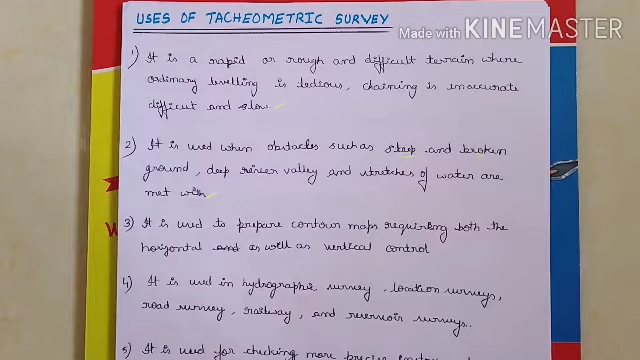 USES OF TACHEOMETRIC SURVEY
Made with KINEMASTER
1) It is a rapid or rough and difficult terrain where
ordinary levelling is tedious, chaining is inaccurate
difficut and slow.
2) It is used when obstacles such as steep and broken
ground, deep reiver valley and stretches of water are
met with
3) It is used to prepare contour maps requiring both the
horizontal and as well as vertical control
4) It is used in hydrographic survey, location surveys,
road survey, railway, and reservoir surveys.
5) It is used for checking more precise